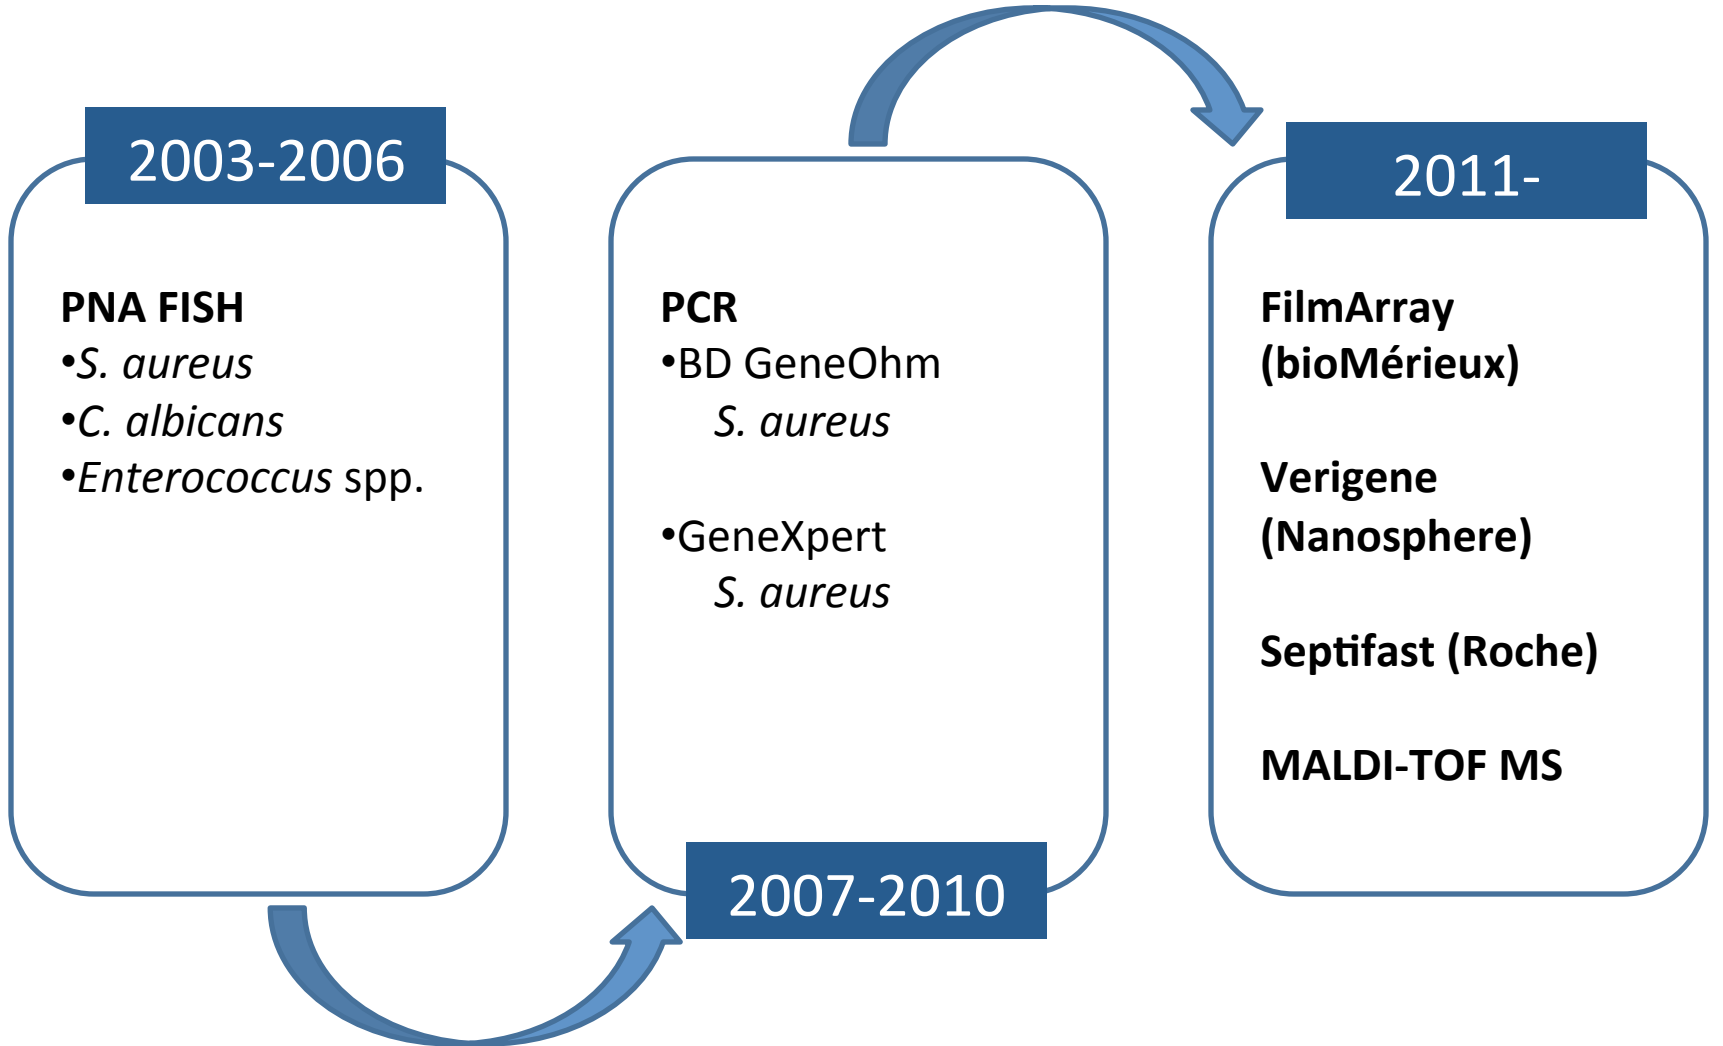 2003-2006
PNA FISH
•S. aureus
•C. albicans
•Enterococcus spp.
PCR
•BD GeneOhm
S. aureus
•GeneXpert
S. aureus
2007-2010
2011-
FilmArray
(bioMérieux)
Verigene
(Nanosphere)
Septifast (Roche)
MALDI-TOF MS